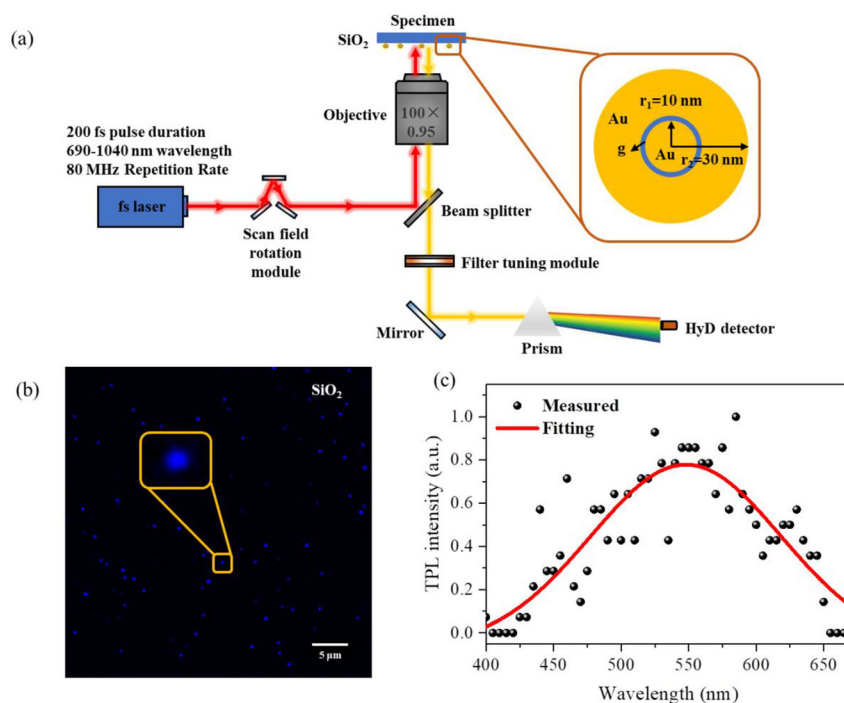 (a)
Specimen
SiO₂
Objective
100×
0.95
200 fs pulse duration
690-1040 nm wavelength
80 MHz Repetition Rate
fs laser
Scan field
rotation
module
Beam splitter
Filter tuning module
Mirror
Prism
HyD detector
r₁=10 nm
Au
g
Au
r₂=30 nm
(b)
SiO₂
5 μm
(c)
Measured
Fitting
TPL intensity (a.u.)
1.0
0.8
0.6
0.4
0.2
0.0
400 450 500 550 600 650
Wavelength (nm)